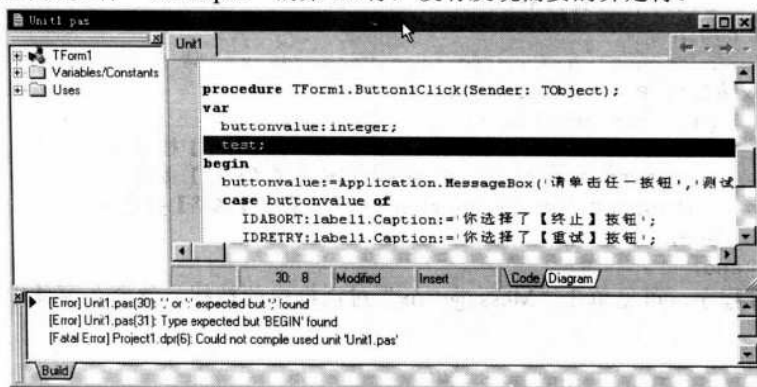 Unit1.pas
TForm1
Variables/Constants
Uses
Unit1
procedure TForm1.Button1Click(Sender: TObject);
var
buttonvalue:integer;
test;
begin
buttonvalue:=Application.MessageBox('请单击任一按钮','测试
case buttonvalue of
IDABORT:label1.Caption:='你选择了【终止】按钮';
IDRETRY:label1.Caption:='你选择了【重试】按钮';
30: 8 Modified Insert Code Diagram
[Error] Unit1.pas(30): ',' or ':' expected but ';' found
[Error] Unit1.pas(31): Type expected but 'BEGIN' found
[Fatal Error] Project1.dpr(6): Could not compile used unit 'Unit1.pas'
Build